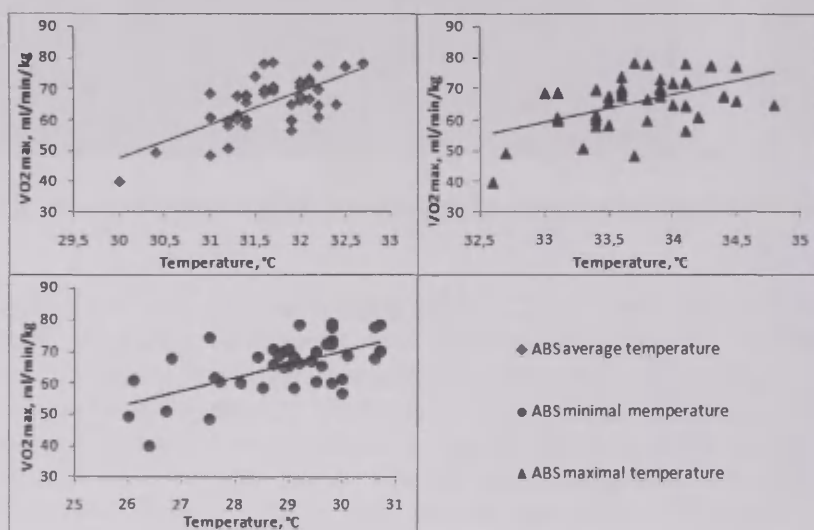 VO2 max, ml/min/kg
90
80
70
60
50
40
30
29,5 30 30,5 31 31,5 32 32,5 33
Temperature, °C
VO2 max, ml/min/kg
90
80
70
60
50
40
30
32,5 33 33,5 34 34,5 35
Temperature, °C
VO2 max, ml/min/kg
90
80
70
60
50
40
30
25 26 27 28 29 30 31
Temperature, °C
ABS average temperature
ABS minimal memperature
ABS maximal temperature